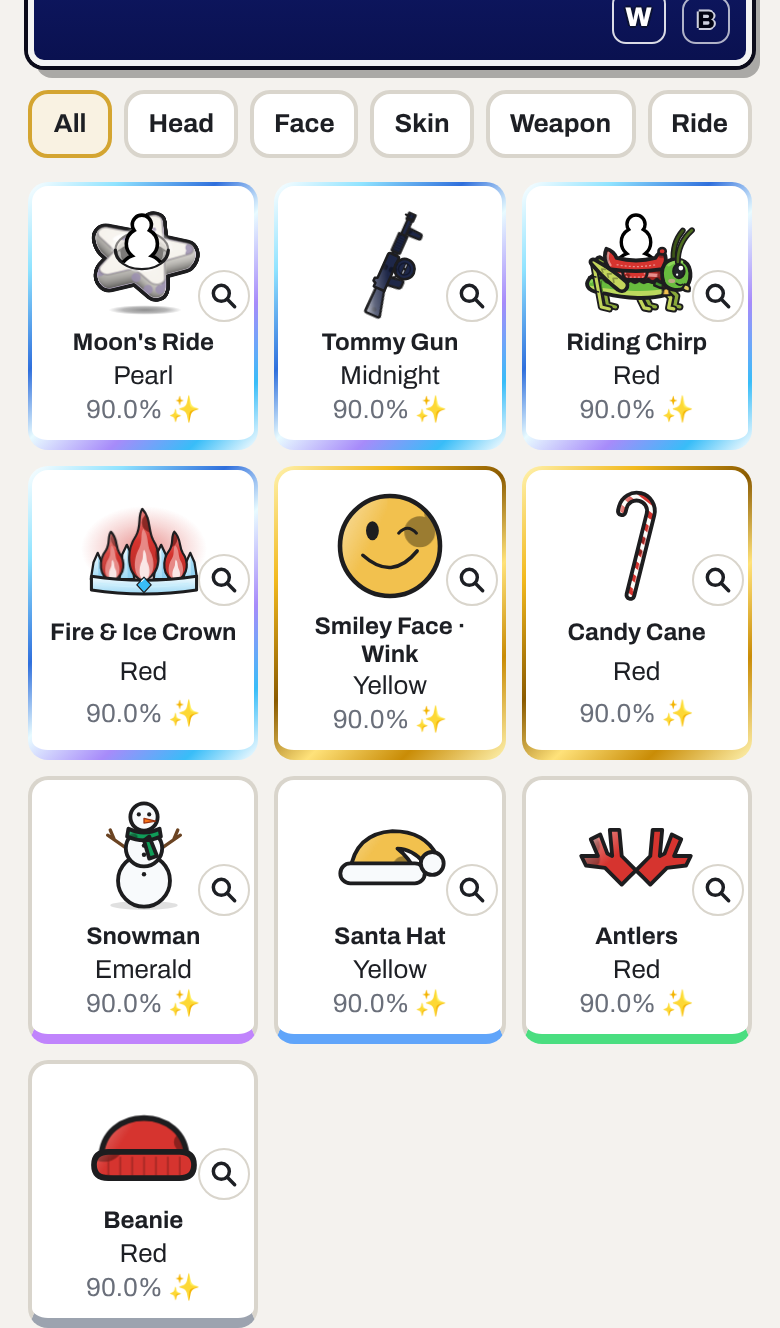 W B
All Head Face Skin Weapon Ride
Moon's Ride
Pearl
90.0% ✨
Tommy Gun
Midnight
90.0% ✨
Riding Chirp
Red
90.0% ✨
Fire & Ice Crown
Red
90.0% ✨
Smiley Face ·
Wink
Yellow
90.0% ✨
Candy Cane
Red
90.0% ✨
Snowman
Emerald
90.0% ✨
Santa Hat
Yellow
90.0% ✨
Antlers
Red
90.0% ✨
Beanie
Red
90.0% ✨